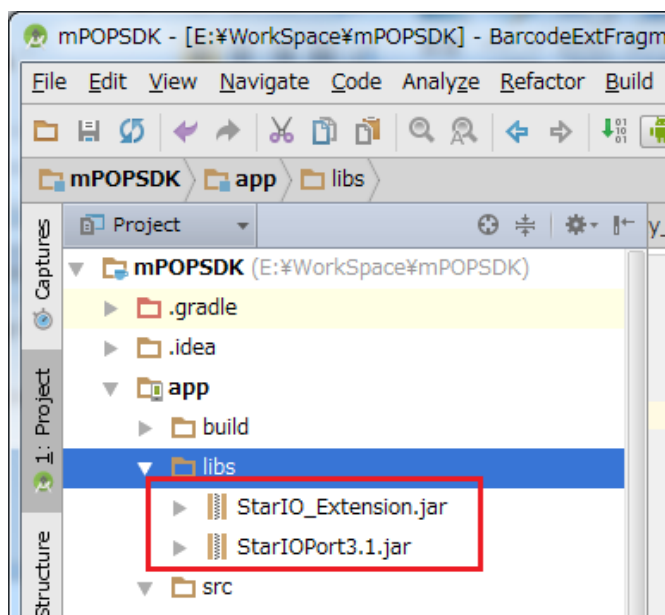 mPOPSDK - [E:¥WorkSpace¥mPOPSDK] - BarcodeExtFragm
File Edit View Navigate Code Analyze Refactor Build
mPOPSDK app libs
Project
mPOPSDK (E:¥WorkSpace¥mPOPSDK)
.gradle
.idea
app
build
libs
StarIO_Extension.jar
StarIOPort3.1.jar
src
Captures
1: Project
Structure